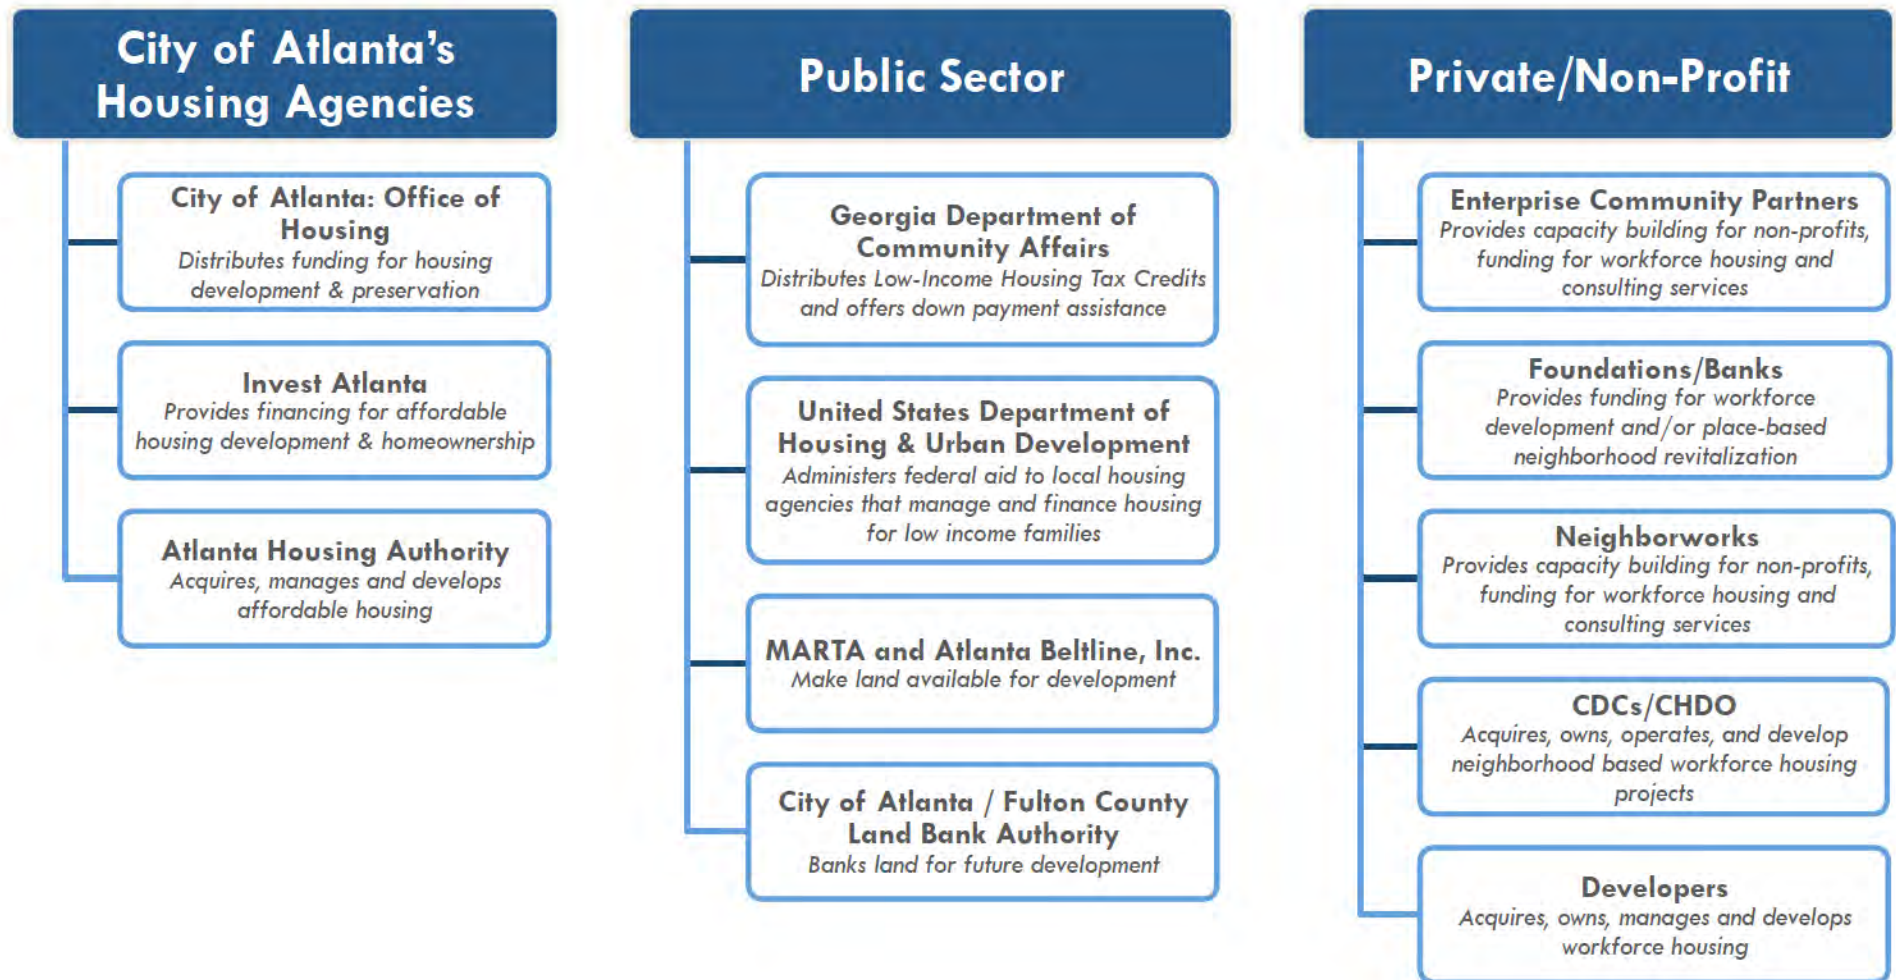 City of Atlanta's
Housing Agencies
City of Atlanta: Office of
Housing
Distributes funding for housing
development & preservation
Invest Atlanta
Provides financing for affordable
housing development & homeownership
Atlanta Housing Authority
Acquires, manages and develops
affordable housing
Public Sector
Georgia Department of
Community Affairs
Distributes Low-Income Housing Tax Credits
and offers down payment assistance
United States Department of
Housing & Urban Development
Administers federal aid to local housing
agencies that manage and finance housing
for low income families
MARTA and Atlanta Beltline, Inc.
Make land available for development
City of Atlanta / Fulton County
Land Bank Authority
Banks land for future development
Private/Non-Profit
Enterprise Community Partners
Provides capacity building for non-profits,
funding for workforce housing and
consulting services
Foundations/Banks
Provides funding for workforce
development and/or place-based
neighborhood revitalization
Neighborworks
Provides capacity building for non-profits,
funding for workforce housing and
consulting services
CDCs/CHDO
Acquires, owns, operates, and develop
neighborhood based workforce housing
projects
Developers
Acquires, owns, manages and develops
workforce housing